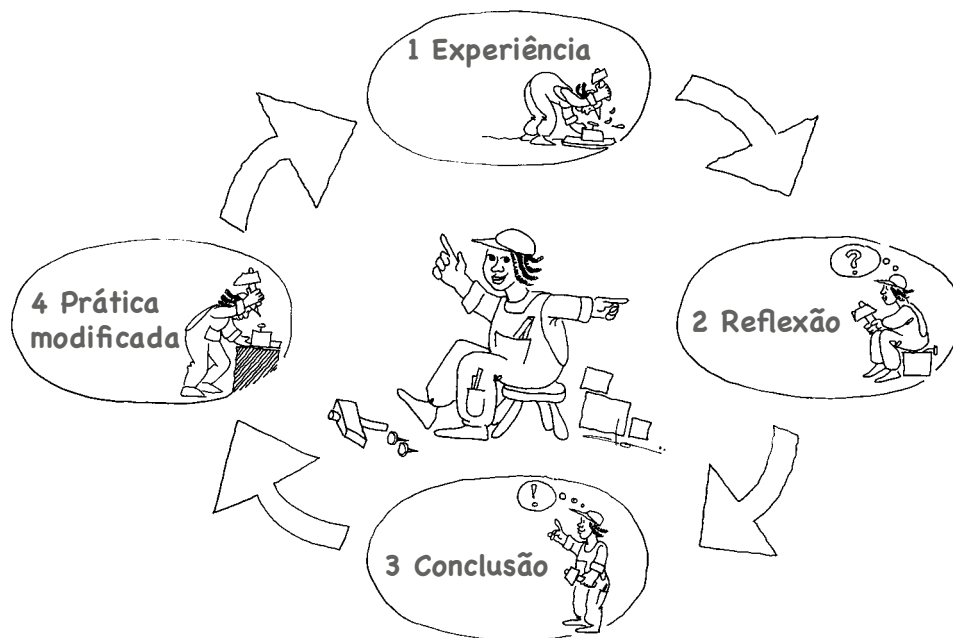 1 Experiência
?
2 Reflexão
!
3 Conclusão
4 Prática
modificada